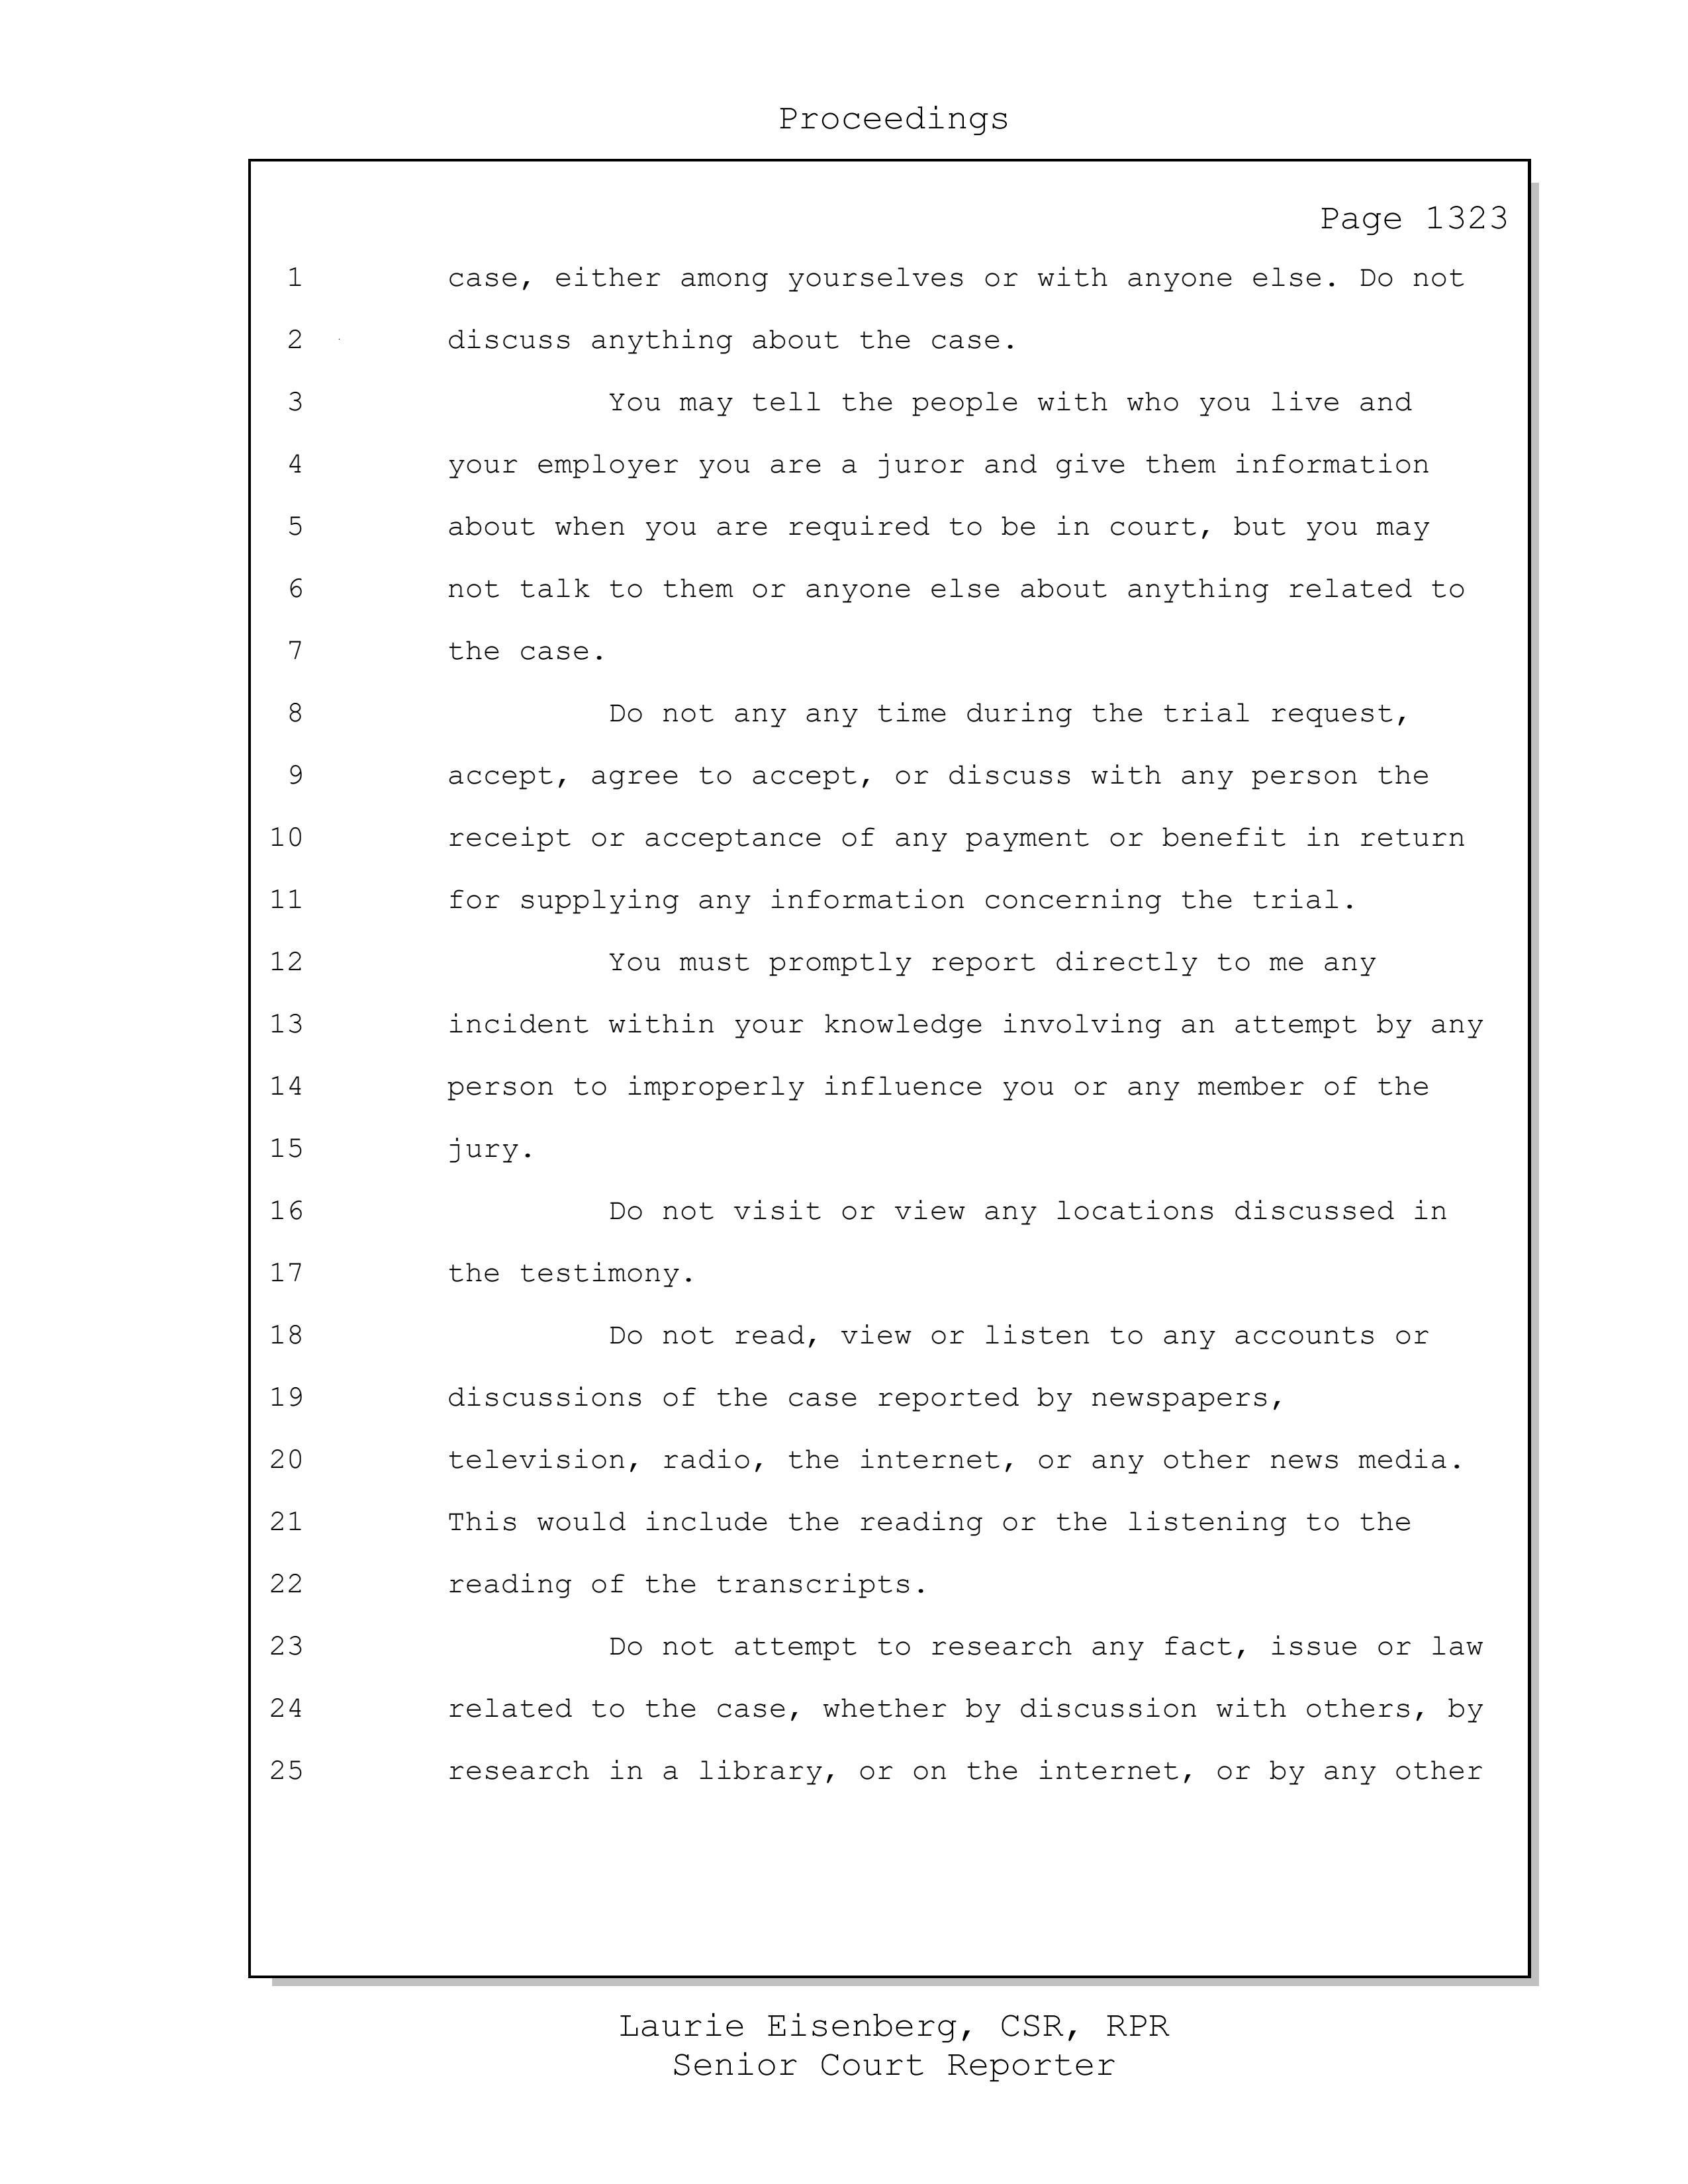 Proceedings
Page 1323
1 case, either among yourselves or with anyone else. Do not
2 discuss anything about the case.
3 You may tell the people with who you live and
4 your employer you are a juror and give them information
5 about when you are required to be in court, but you may
6 not talk to them or anyone else about anything related to
7 the case.
8 Do not any any time during the trial request,
9 accept, agree to accept, or discuss with any person the
10 receipt or acceptance of any payment or benefit in return
11 for supplying any information concerning the trial.
12 You must promptly report directly to me any
13 incident within your knowledge involving an attempt by any
14 person to improperly influence you or any member of the
15 jury.
16 Do not visit or view any locations discussed in
17 the testimony.
18 Do not read, view or listen to any accounts or
19 discussions of the case reported by newspapers,
20 television, radio, the internet, or any other news media.
21 This would include the reading or the listening to the
22 reading of the transcripts.
23 Do not attempt to research any fact, issue or law
24 related to the case, whether by discussion with others, by
25 research in a library, or on the internet, or by any other
Laurie Eisenberg, CSR, RPR
Senior Court Reporter